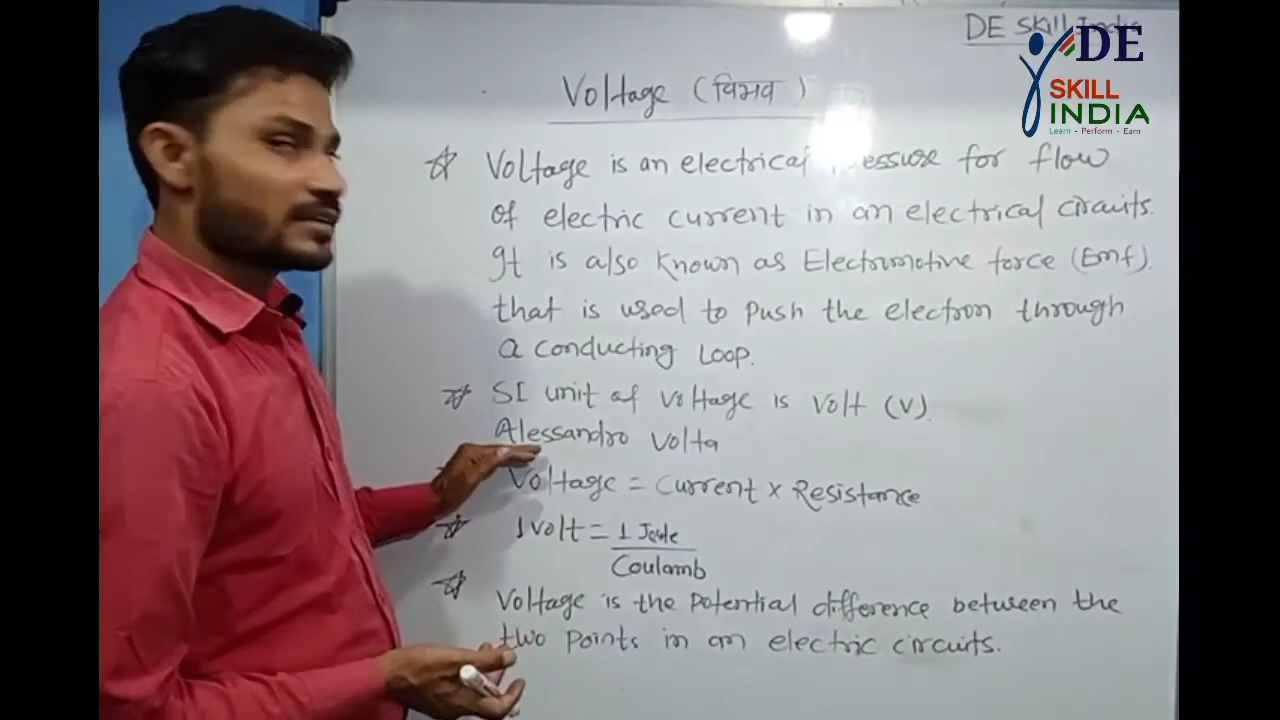 DE Skill India
DE
SKILL
INDIA
Learn - Perform - Earn
Voltage (विभव)
Voltage is an electrical pressure for flow
of electric current in an electrical circuits.
It is also known as Electromotive force (Emf).
that is used to push the electron through
a conducting Loop.
SI unit of voltage is volt (V).
Alessandro Volta
Voltage = Current x Resistance
1 volt = 1 Joule
Coulamb
Voltage is the Potential difference between the
two points in an electric circuits.